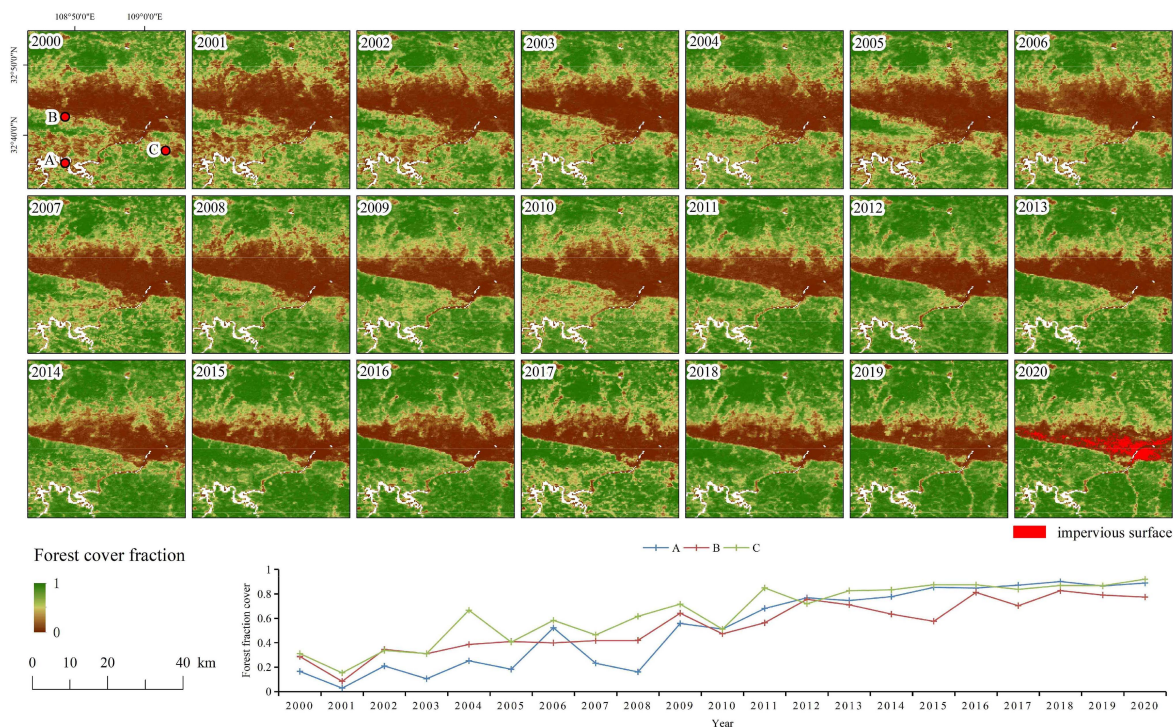 108°50'0"E 109°0'0"E
32°50'0"N
32°40'0"N
2000 2001 2002 2003 2004 2005 2006
B
C
A
2007 2008 2009 2010 2011 2012 2013
2014 2015 2016 2017 2018 2019 2020
impervious surface
Forest cover fraction
1
0
0 10 20 40 km
A B C
Forest fraction cover
1
0.8
0.6
0.4
0.2
0
2000 2001 2002 2003 2004 2005 2006 2007 2008 2009 2010 2011 2012 2013 2014 2015 2016 2017 2018 2019 2020
Year